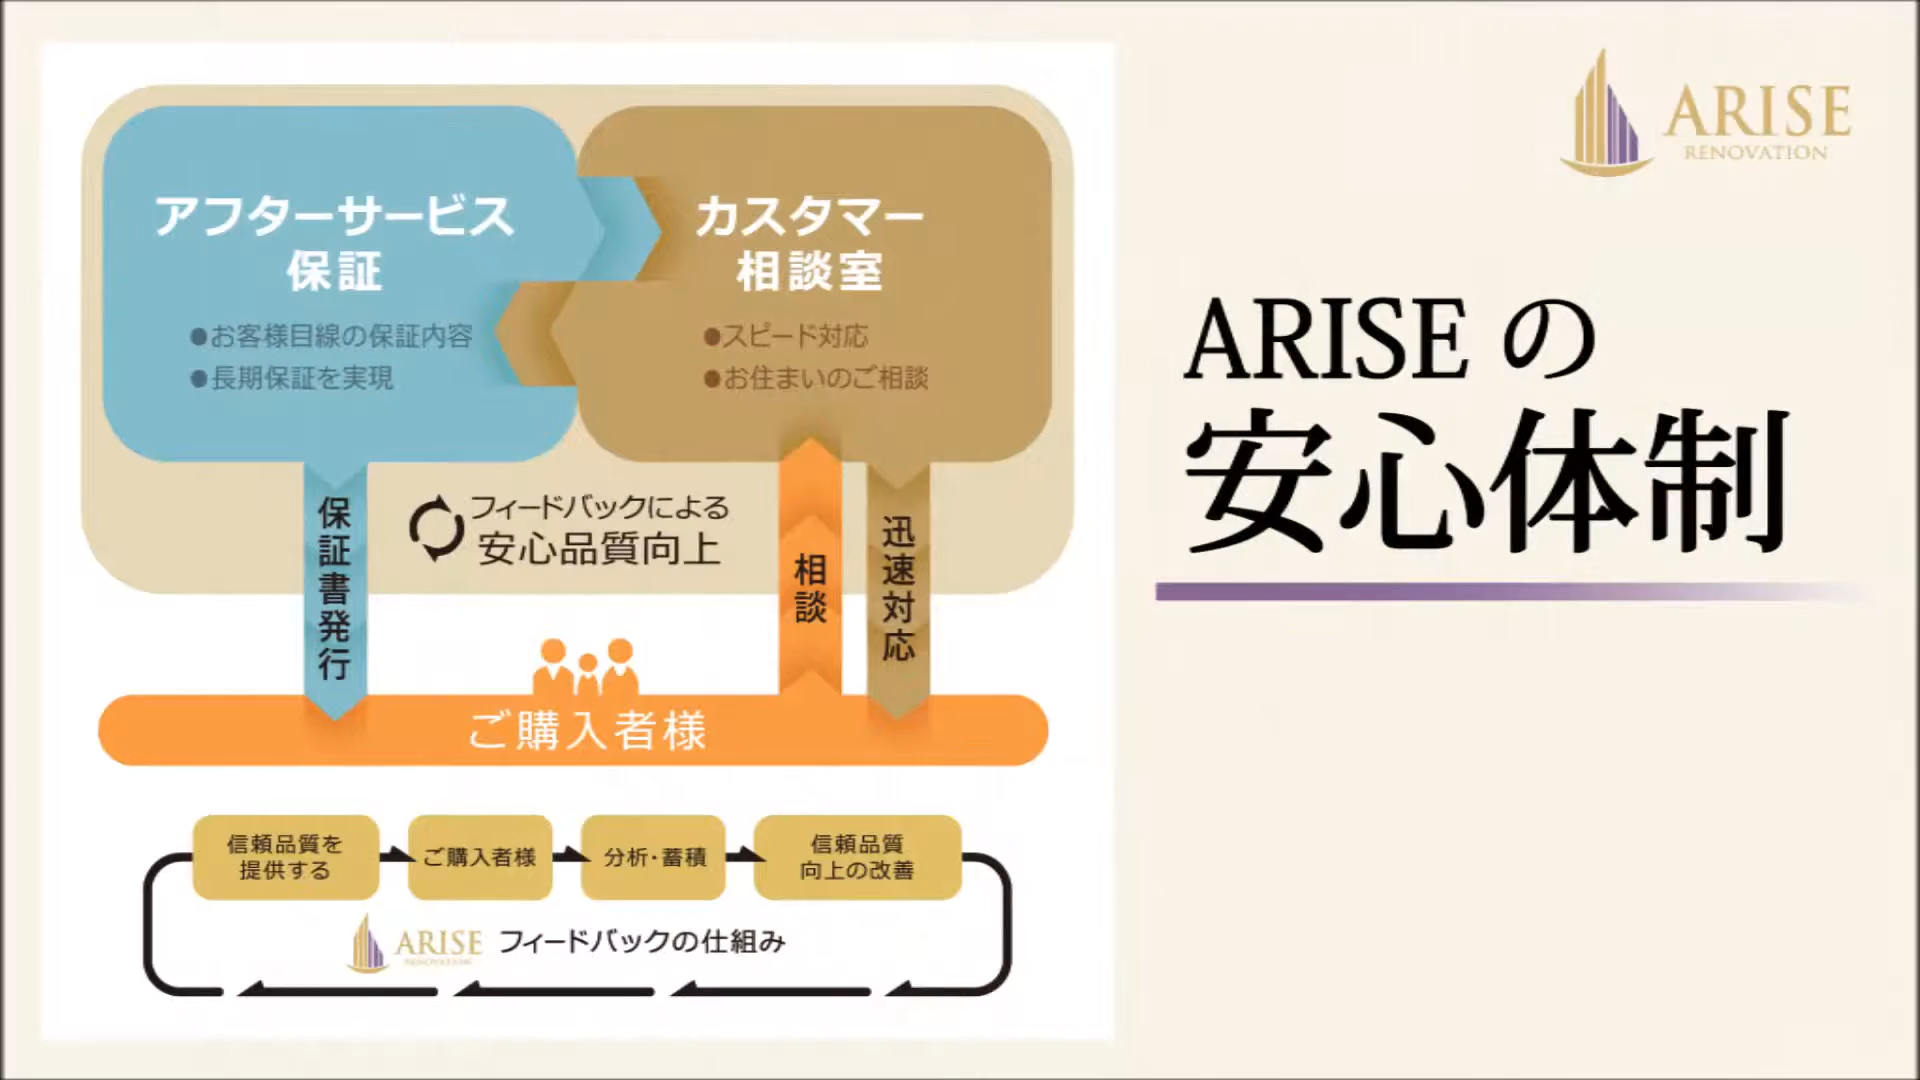 アフターサービス
保証
●お客様目線の保証内容
●長期保証を実現
カスタマー
相談室
●スピード対応
●お住まいのご相談
保証書発行
フィードバックによる
安心品質向上
相談
迅速対応
ご購入者様
信頼品質を
提供する
ご購入者様
分析・蓄積
信頼品質
向上の改善
ARISE
RENOVATION
フィードバックの仕組み
ARISE
RENOVATION
ARISE の
安心体制